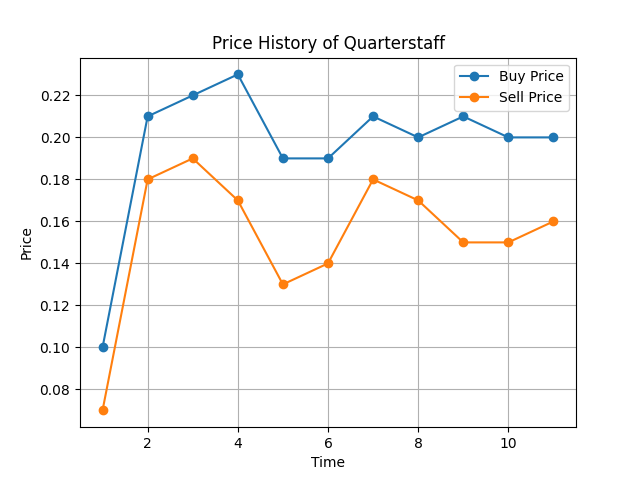 Price History of Quarterstaff
Buy Price
Sell Price
Price
0.22
0.20
0.18
0.16
0.14
0.12
0.10
0.08
2 4 6 8 10
Time